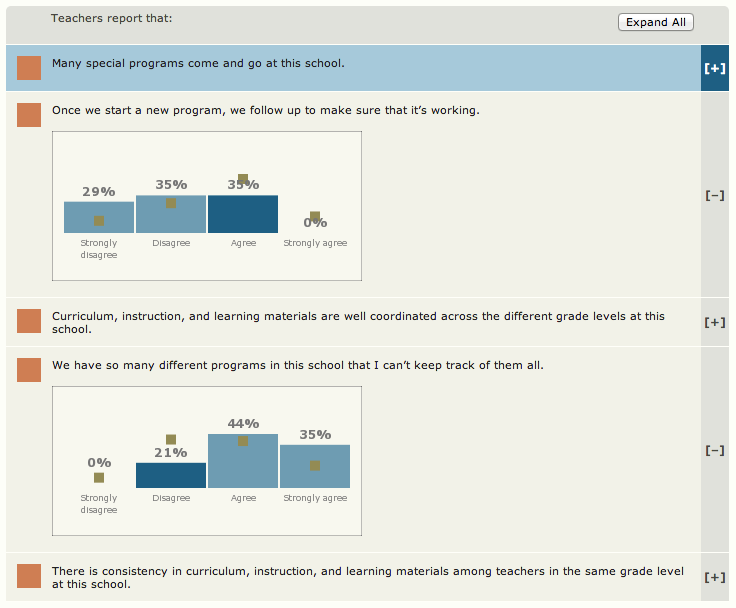 Teachers report that:
Expand All
Many special programs come and go at this school.
[+]
Once we start a new program, we follow up to make sure that it’s working.
[−]
29%
35%
35%
0%
Strongly disagree
Disagree
Agree
Strongly agree
Curriculum, instruction, and learning materials are well coordinated across the different grade levels at this
school.
[+]
We have so many different programs in this school that I can’t keep track of them all.
[−]
0%
21%
44%
35%
Strongly disagree
Disagree
Agree
Strongly agree
There is consistency in curriculum, instruction, and learning materials among teachers in the same grade level
at this school.
[+]